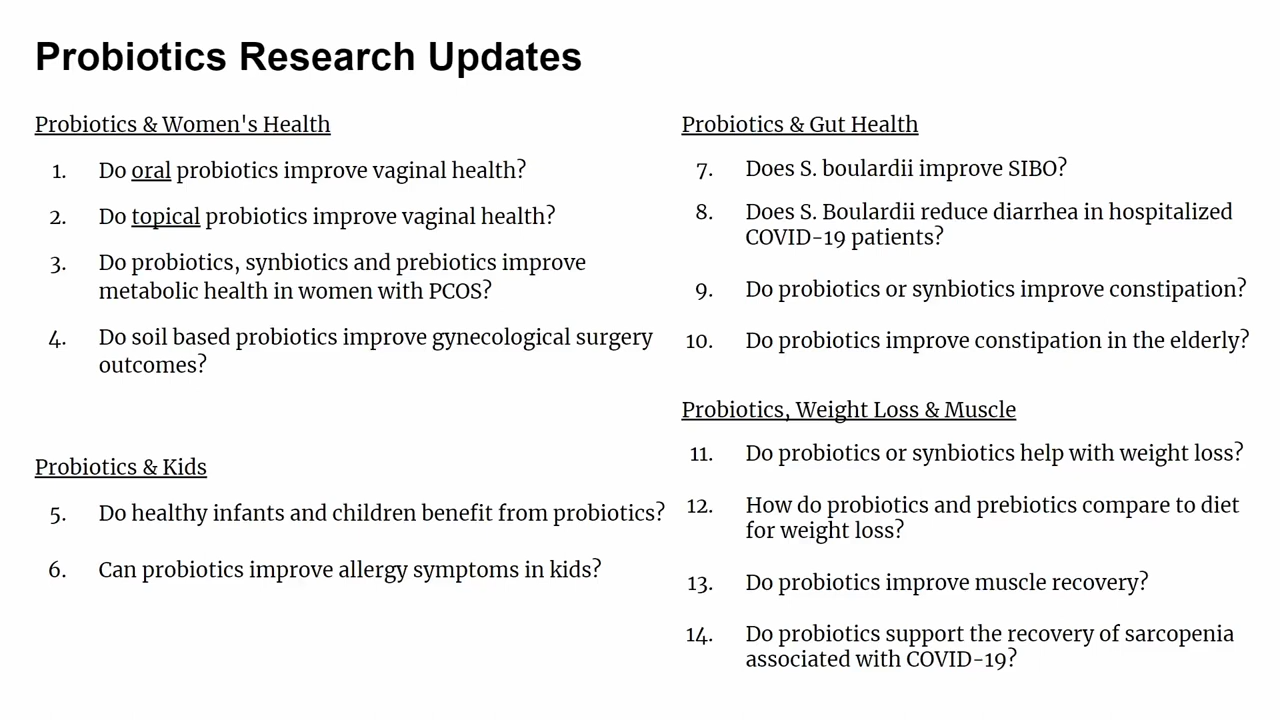 Probiotics Research Updates
Probiotics & Women's Health
1. Do oral probiotics improve vaginal health?
2. Do topical probiotics improve vaginal health?
3. Do probiotics, synbiotics and prebiotics improve
metabolic health in women with PCOS?
4. Do soil based probiotics improve gynecological surgery
outcomes?
Probiotics & Kids
5. Do healthy infants and children benefit from probiotics?
6. Can probiotics improve allergy symptoms in kids?
Probiotics & Gut Health
7. Does S. boulardii improve SIBO?
8. Does S. Boulardii reduce diarrhea in hospitalized
COVID-19 patients?
9. Do probiotics or synbiotics improve constipation?
10. Do probiotics improve constipation in the elderly?
Probiotics, Weight Loss & Muscle
11. Do probiotics or synbiotics help with weight loss?
12. How do probiotics and prebiotics compare to diet
for weight loss?
13. Do probiotics improve muscle recovery?
14. Do probiotics support the recovery of sarcopenia
associated with COVID-19?